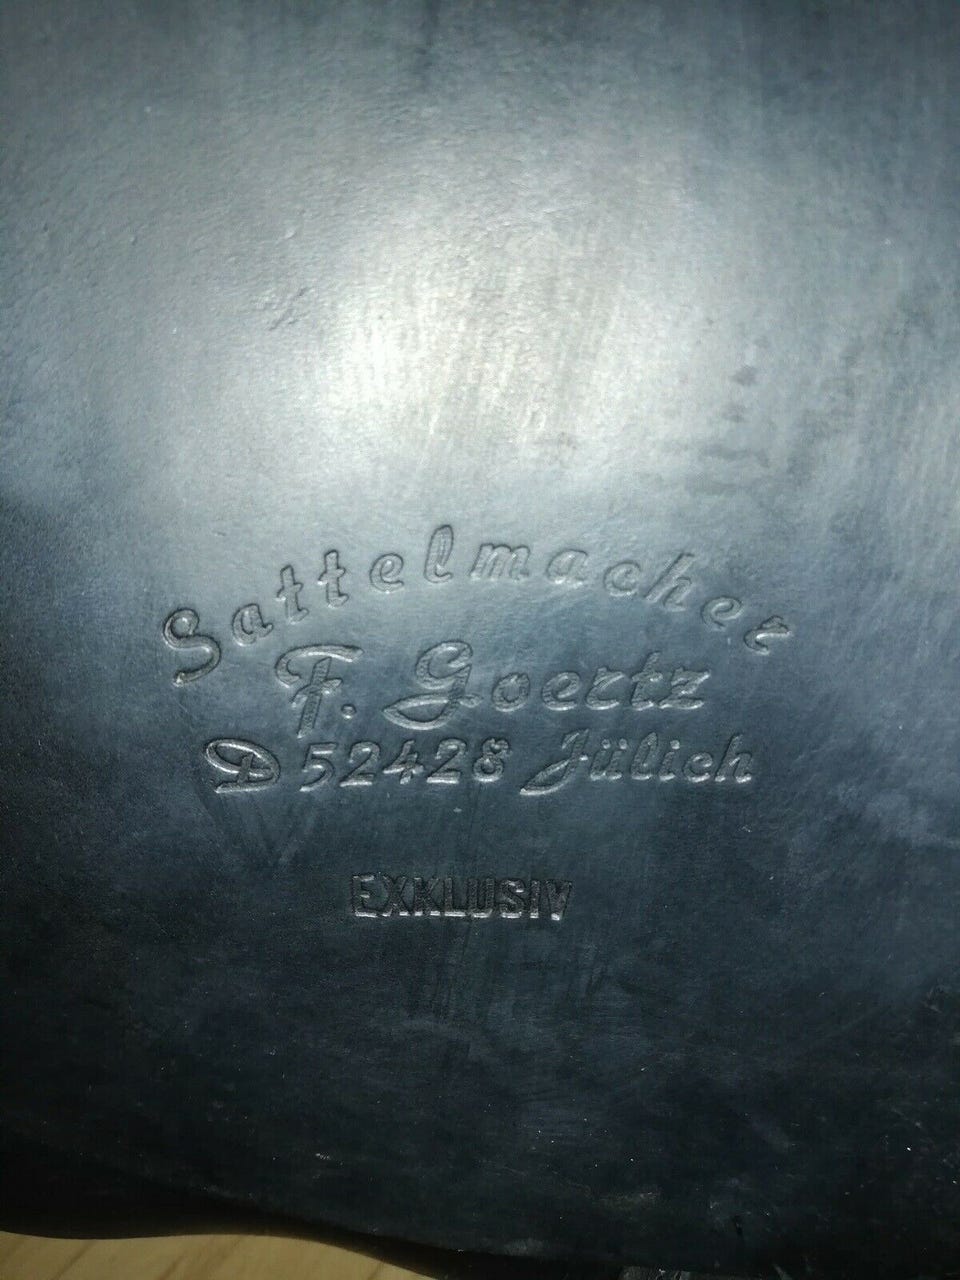 Sattelmacher
F. Goertz
D 52428 Jülich
EXKLUSIV